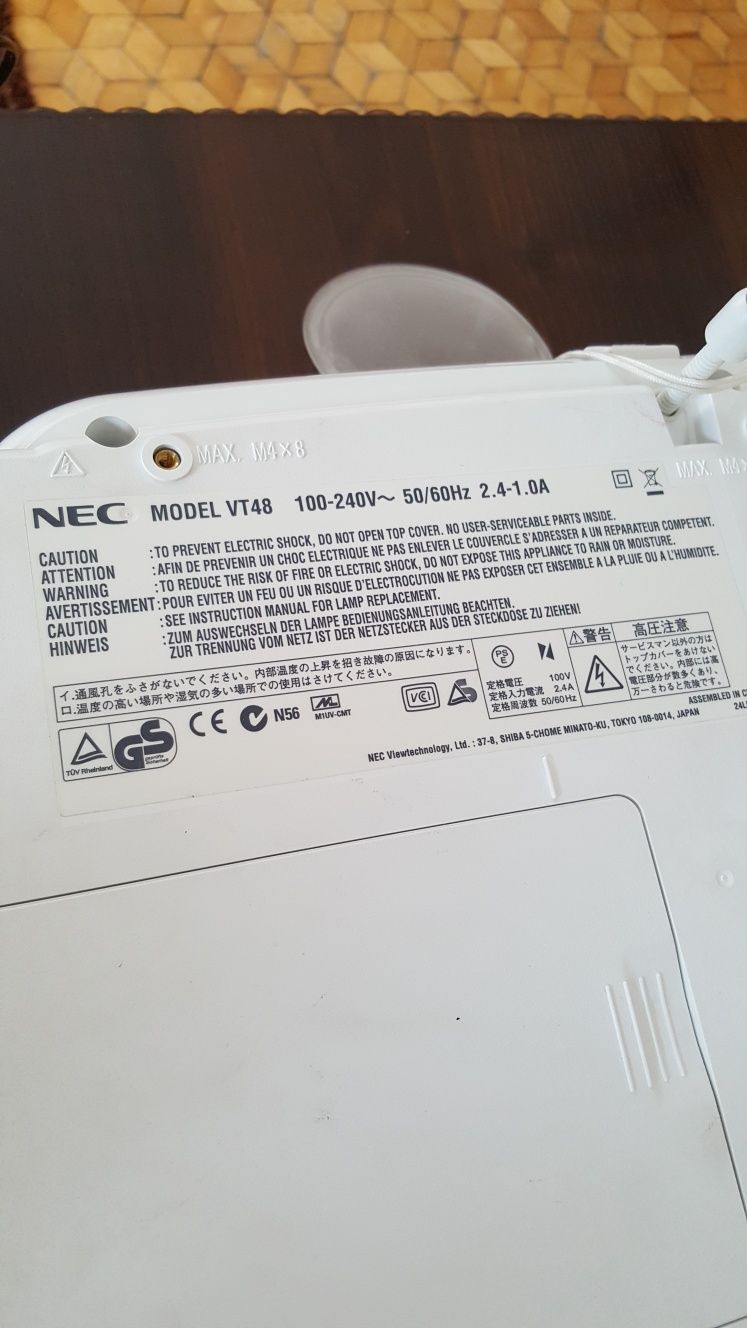 MAX. M4×8
MAX. M4×
NEC MODEL VT48 100-240V～ 50/60Hz 2.4-1.0A
CAUTION :TO PREVENT ELECTRIC SHOCK, DO NOT OPEN TOP COVER. NO USER-SERVICEABLE PARTS INSIDE.
ATTENTION :AFIN DE PREVENIR UN CHOC ELECTRIQUE NE PAS ENLEVER LE COUVERCLE S'ADRESSER A UN REPARATEUR COMPETENT.
WARNING :TO REDUCE THE RISK OF FIRE OR ELECTRIC SHOCK, DO NOT EXPOSE THIS APPLIANCE TO RAIN OR MOISTURE.
AVERTISSEMENT:POUR EVITER UN FEU OU UN RISQUE D'ELECTROCUTION NE PAS EXPOSER CET ENSEMBLE A LA PLUIE OU A L'HUMIDITE.
CAUTION :SEE INSTRUCTION MANUAL FOR LAMP REPLACEMENT.
HINWEIS :ZUM AUSWECHSELN DER LAMPE BEDIENUNGSANLEITUNG BEACHTEN.
ZUR TRENNUNG VOM NETZ IST DER NETZSTECKER AUS DER STECKDOSE ZU ZIEHEN!
イ.通風孔をふさがないでください。内部温度の上昇を招き故障の原因になります。
ロ.温度の高い場所や湿気の多い場所での使用はさけてください。
PS
E
定格電圧 100V
定格入力電流 2.4A
定格周波数 50/60Hz
警告 高圧注意
サービスマン以外の方は
トップカバーをあけない
でください。内部には高
電圧部分が数多くあり、
万一さわると危険です。
TÜV Rheinland
GS
geprüfte
Sicherheit
CE N56
M1UV-CMT
VCI
NEC Viewtechnology, Ltd. : 37-8, SHIBA 5-CHOME MINATO-KU, TOKYO 108-0014, JAPAN
ASSEMBLED IN